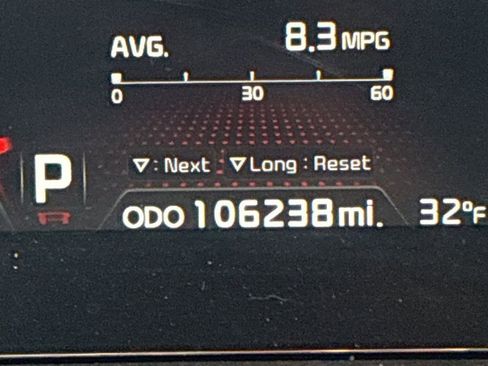 AVG. 8.3 MPG
0 30 60
▽: Next ▽Long : Reset
P
ODO 106238 mi. 32°F